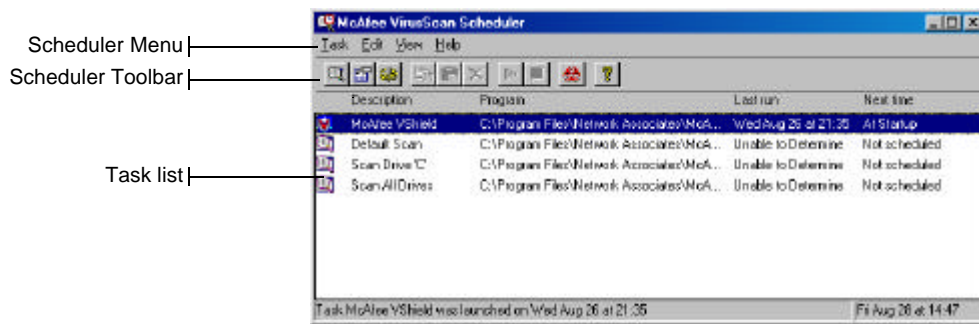 McAfee VirusScan Scheduler
Scheduler Menu
Task Edit View Help
Scheduler Toolbar
Description Program Last run Next time
McAfee VShield C:\Program Files\Network Associates\McA... Wed Aug 26 at 21:35 At Startup
Default Scan C:\Program Files\Network Associates\McA... Unable to Determine Not scheduled
Scan Drive 'C' C:\Program Files\Network Associates\McA... Unable to Determine Not scheduled
Task list
Scan All Drives C:\Program Files\Network Associates\McA... Unable to Determine Not scheduled
Task McAfee VShield was launched on Wed Aug 26 at 21:35 Fri Aug 28 at 14:47